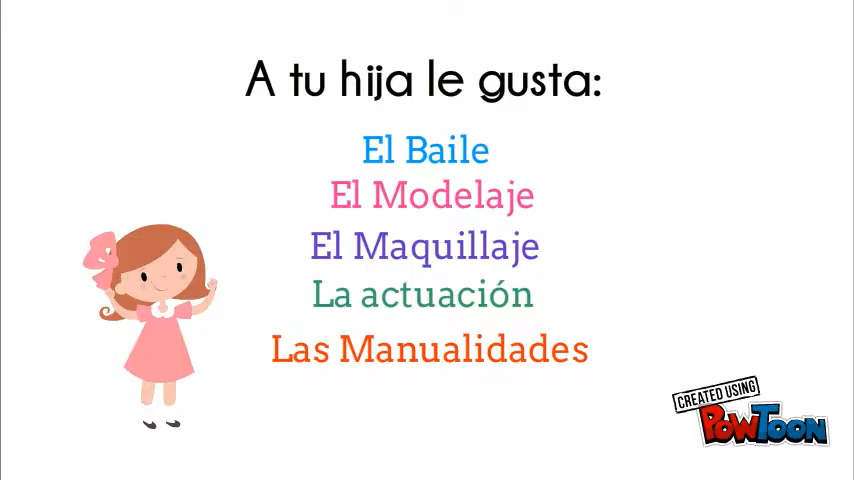 A tu hija le gusta:
El Baile
El Modelaje
El Maquillaje
La actuación
Las Manualidades
CREATED USING
POWTOON